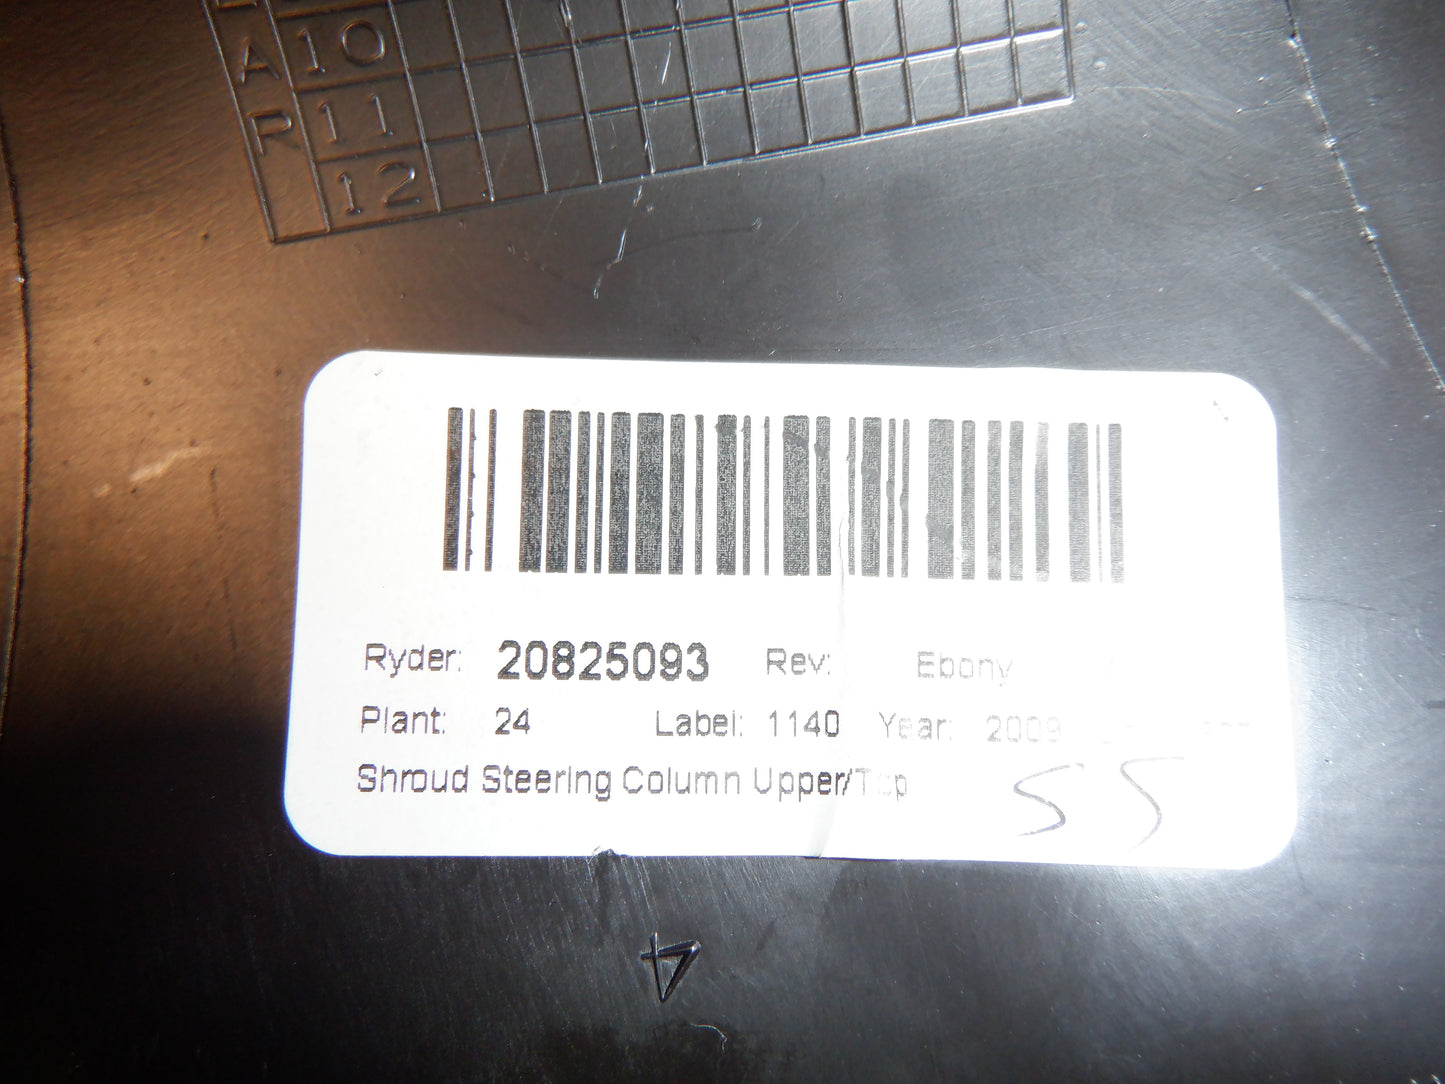 A 10
R 11
12
Ryder: 20825093 Rev: Ebony
Plant: 24 Label: 1140 Year: 2009
Shroud Steering Column Upper/Top
55
4